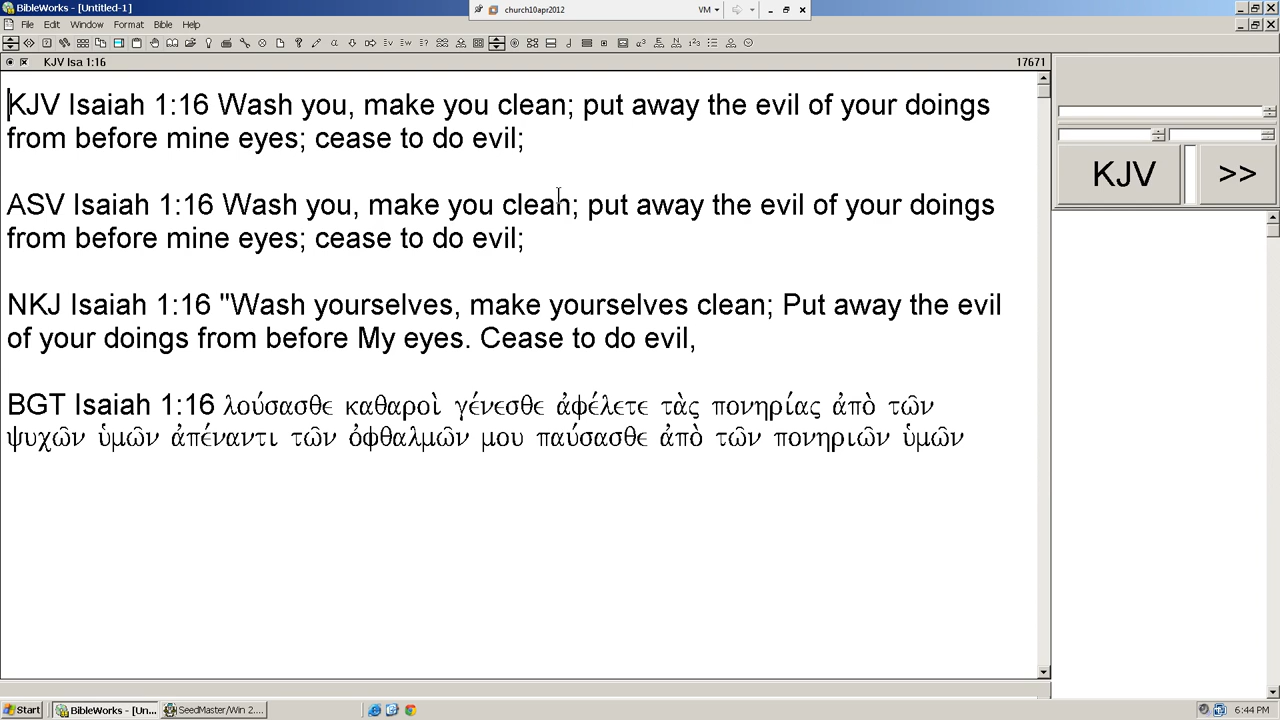 BibleWorks - [Untitled-1]
church10apr2012
VM
File Edit Window Format Bible Help
KJV Isa 1:16
17671
KJV Isaiah 1:16 Wash you, make you clean; put away the evil of your doings
from before mine eyes; cease to do evil;
ASV Isaiah 1:16 Wash you, make you clean; put away the evil of your doings
from before mine eyes; cease to do evil;
NKJ Isaiah 1:16 "Wash yourselves, make yourselves clean; Put away the evil
of your doings from before My eyes. Cease to do evil,
BGT Isaiah 1:16 λούσασθε καθαροὶ γένεσθε ἀφέλετε τὰς πονηρίας ἀπὸ τῶν
ψυχῶν ὑμῶν ἀπέναντι τῶν ὀφθαλμῶν μου παύσασθε ἀπὸ τῶν πονηριῶν ὑμῶν
KJV
>>
Start
BibleWorks - [Un...
SeedMaster/Win 2....
6:44 PM